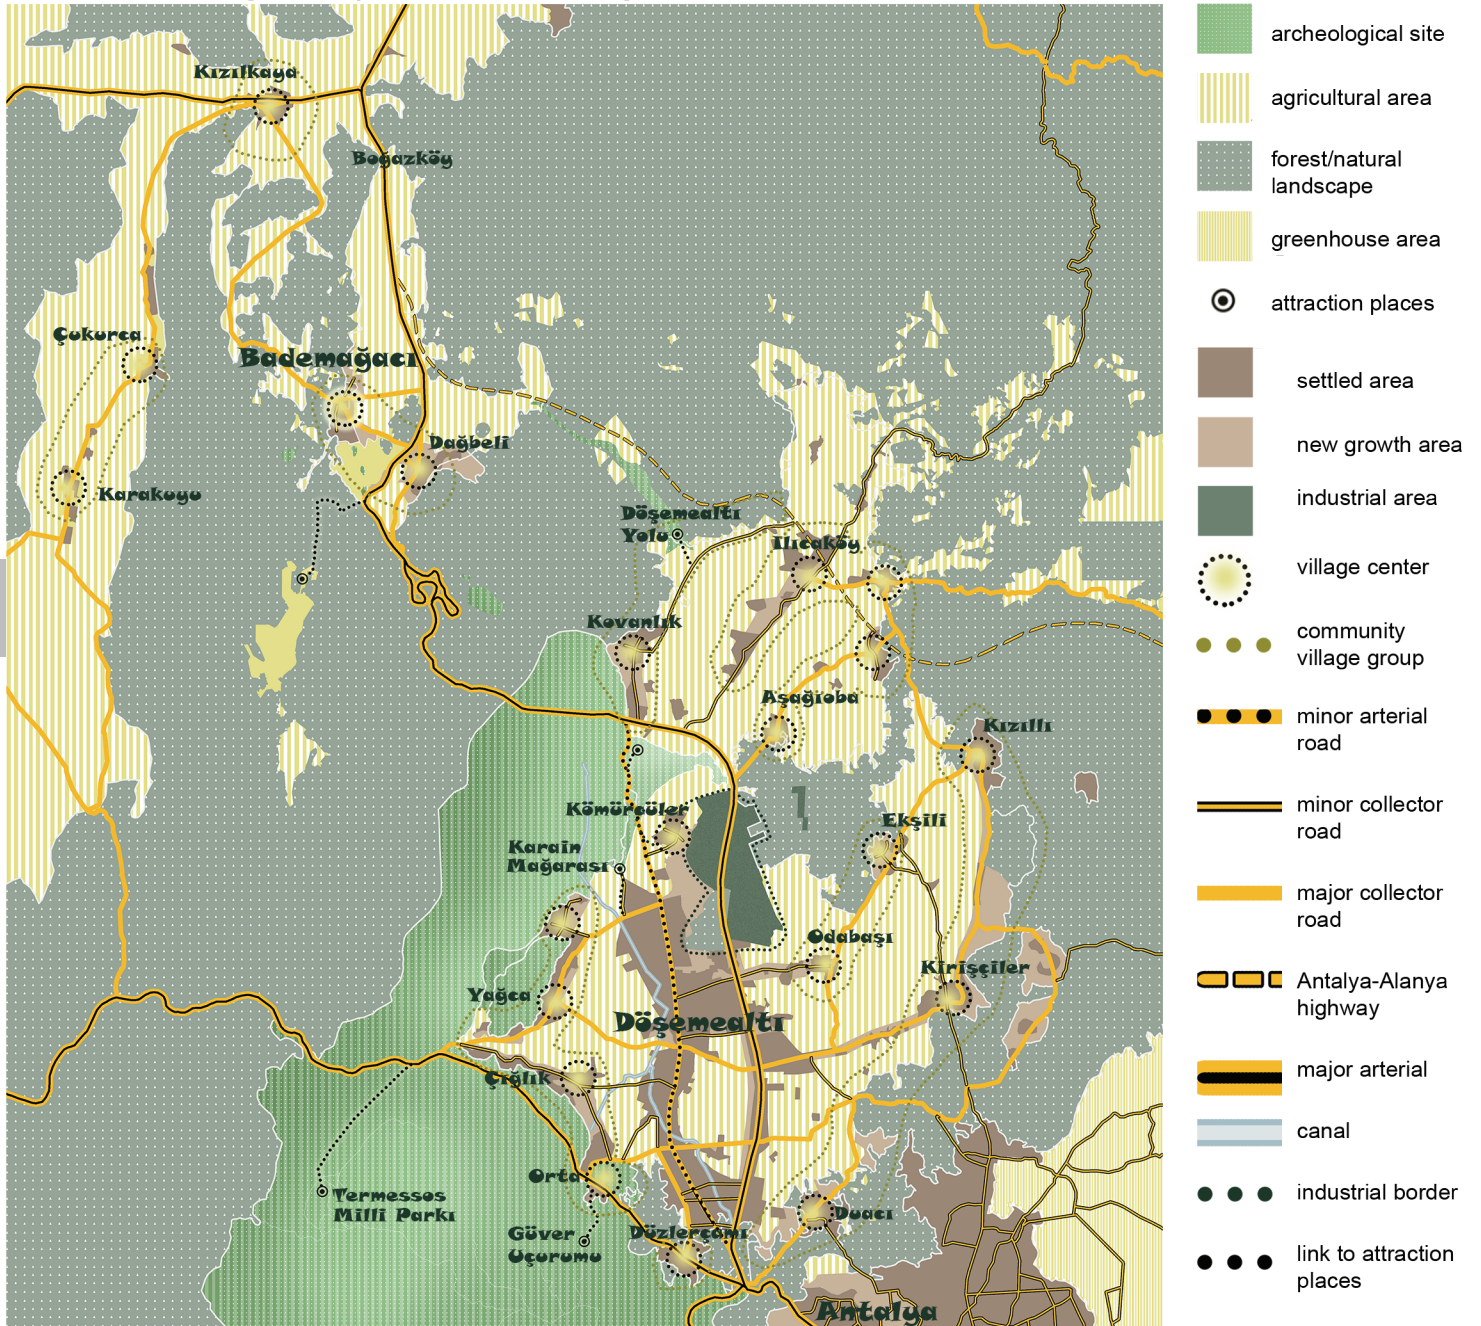 Kızılkaya
Boğazköy
Çukurca
Bademağacı
Dağbeli
Karakuyu
Döşemealtı
Yolu
Ilıcaköy
Kovanlık
Aşağıoba
Kızıllı
Kömürcüler
Ekşili
Karain
Mağarası
Odabaşı
Kirişçiler
Yağca
Döşemealtı
Çığlık
Orta
Termessos
Milli Parkı
Duacı
Güver
Uçurumu
Düzlerçamı
Antalya
archeological site
agricultural area
forest/natural
landscape
greenhouse area
attraction places
settled area
new growth area
industrial area
village center
community
village group
minor arterial
road
minor collector
road
major collector
road
Antalya-Alanya
highway
major arterial
canal
industrial border
link to attraction
places